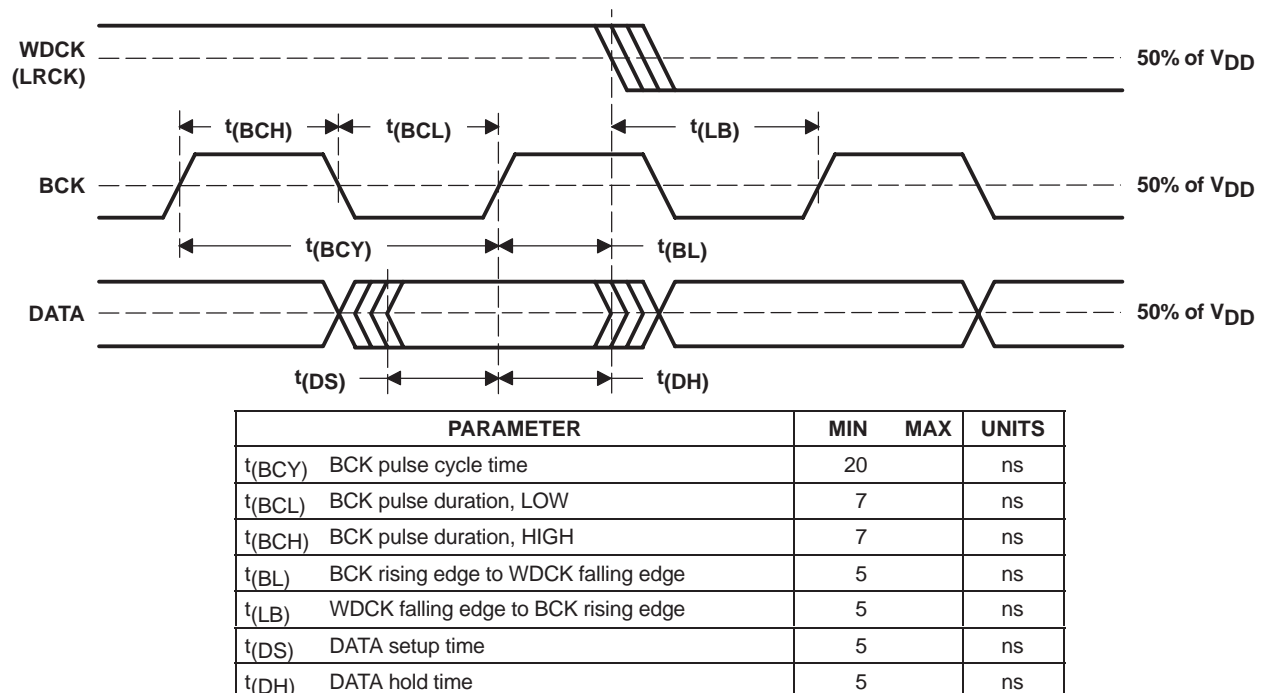 WDCK
(LRCK)
50% of VDD
t(BCH)
t(BCL)
t(LB)
BCK
50% of VDD
t(BCY)
t(BL)
DATA
50% of VDD
t(DS)
t(DH)
PARAMETER MIN MAX UNITS
t(BCY) BCK pulse cycle time 20 ns
t(BCL) BCK pulse duration, LOW 7 ns
t(BCH) BCK pulse duration, HIGH 7 ns
t(BL) BCK rising edge to WDCK falling edge 5 ns
t(LB) WDCK falling edge to BCK rising edge 5 ns
t(DS) DATA setup time 5 ns
t(DH) DATA hold time 5 ns